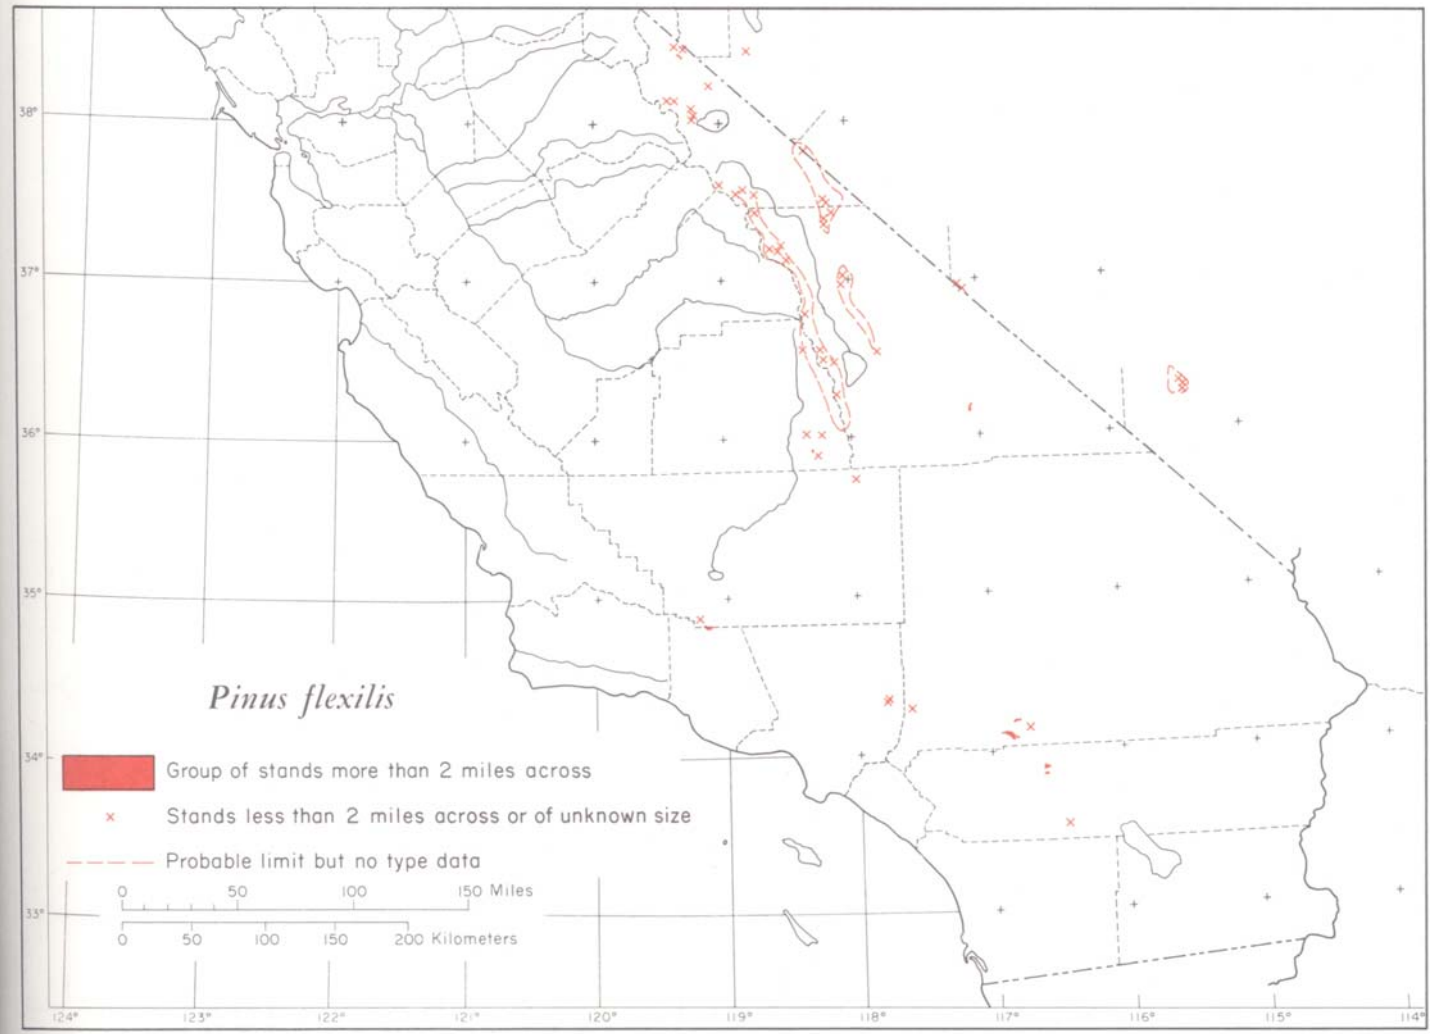 38°
37°
36°
35°
Pinus flexilis
34°
Group of stands more than 2 miles across
Stands less than 2 miles across or of unknown size
Probable limit but no type data
0 50 100 150 Miles
33°
0 50 100 150 200 Kilometers
124° 123° 122° 121° 120° 119° 118° 117° 116° 115° 114°